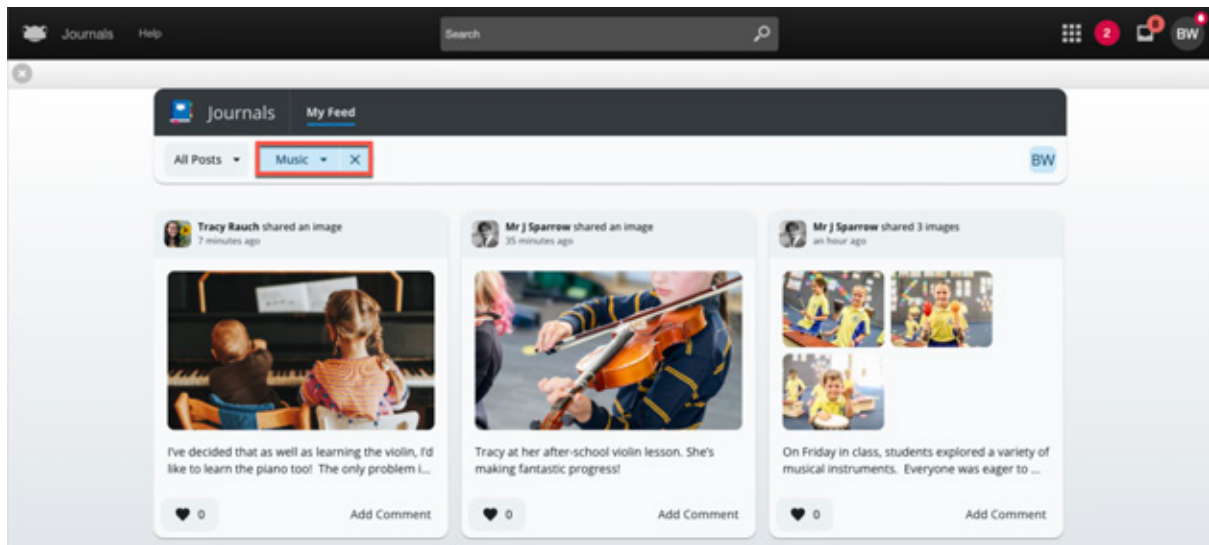 Journals Help Search 2 8 BW
Journals My Feed
All Posts Music X BW
Tracy Rauch shared an image
7 minutes ago
I've decided that as well as learning the violin, I'd
like to learn the piano too! The only problem i...
0 Add Comment
Mr J Sparrow shared an image
35 minutes ago
Tracy at her after-school violin lesson. She's
making fantastic progress!
0 Add Comment
Mr J Sparrow shared 3 images
an hour ago
On Friday in class, students explored a variety of
musical instruments. Everyone was eager to ...
0 Add Comment